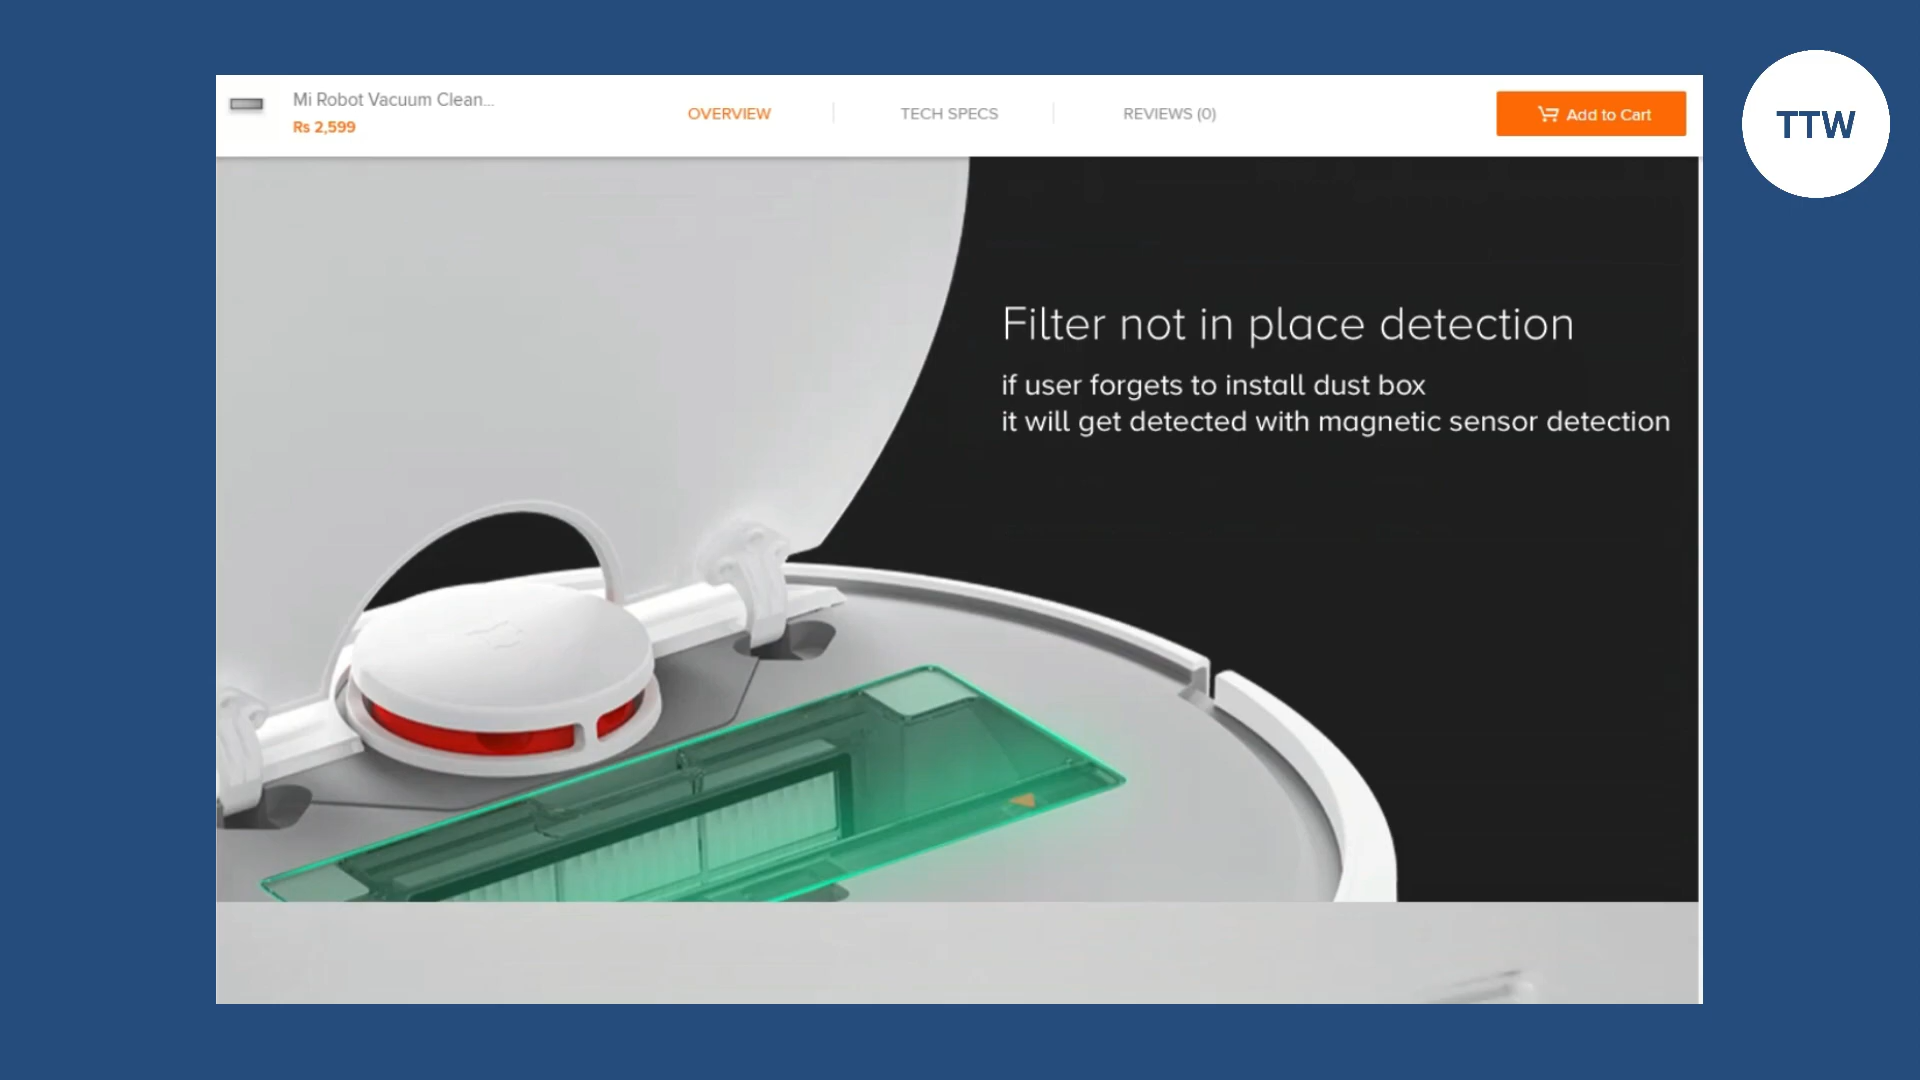 Mi Robot Vacuum Clean...
Rs 2,599
OVERVIEW
TECH SPECS
REVIEWS (0)
Add to Cart
TTW
Filter not in place detection
if user forgets to install dust box
it will get detected with magnetic sensor detection